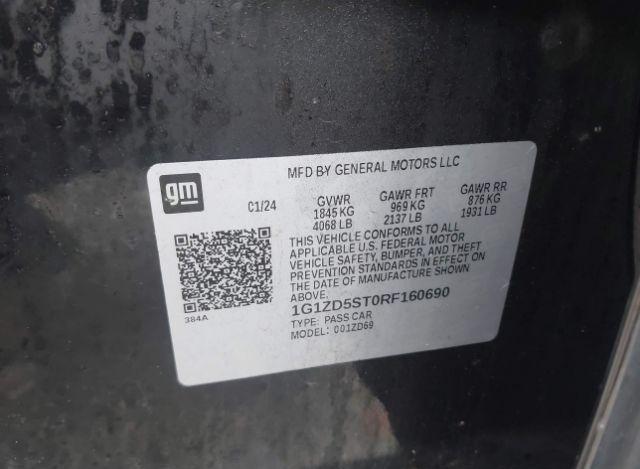 MFD BY GENERAL MOTORS LLC
gm
01/24
GVWR GAWR FRT GAWR RR
1845 KG 969 KG 876 KG
4068 LB 2137 LB 1931 LB
THIS VEHICLE CONFORMS TO ALL
APPLICABLE U.S. FEDERAL MOTOR
VEHICLE SAFETY, BUMPER, AND THEFT
PREVENTION STANDARDS IN EFFECT ON
THE DATE OF MANUFACTURE SHOWN
ABOVE.
384A
1G1ZD5ST0RF160690
TYPE: PASS CAR
MODEL: 001ZD69